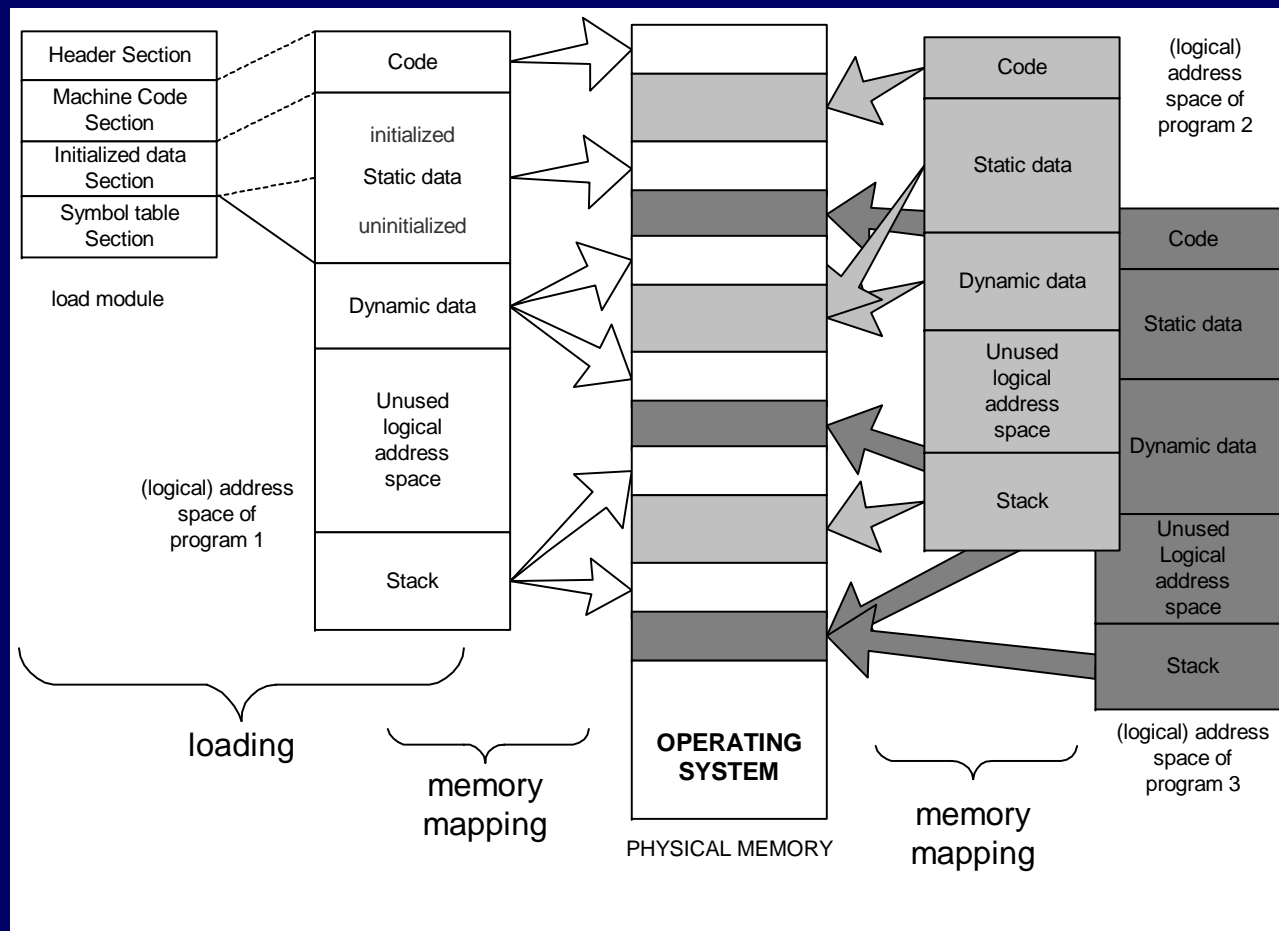 Header Section
Machine Code
Section
Initialized data
Section
Symbol table
Section
load module
Code
initialized
Static data
uninitialized
Dynamic data
Unused
logical
address
space
Stack
(logical) address
space of
program 1
loading
memory
mapping
OPERATING
SYSTEM
PHYSICAL MEMORY
Code
Static data
Dynamic data
Unused
logical
address
space
Stack
(logical)
address
space of
program 2
Code
Static data
Dynamic data
Unused
Logical
address
space
Stack
(logical) address
space of
program 3
memory
mapping